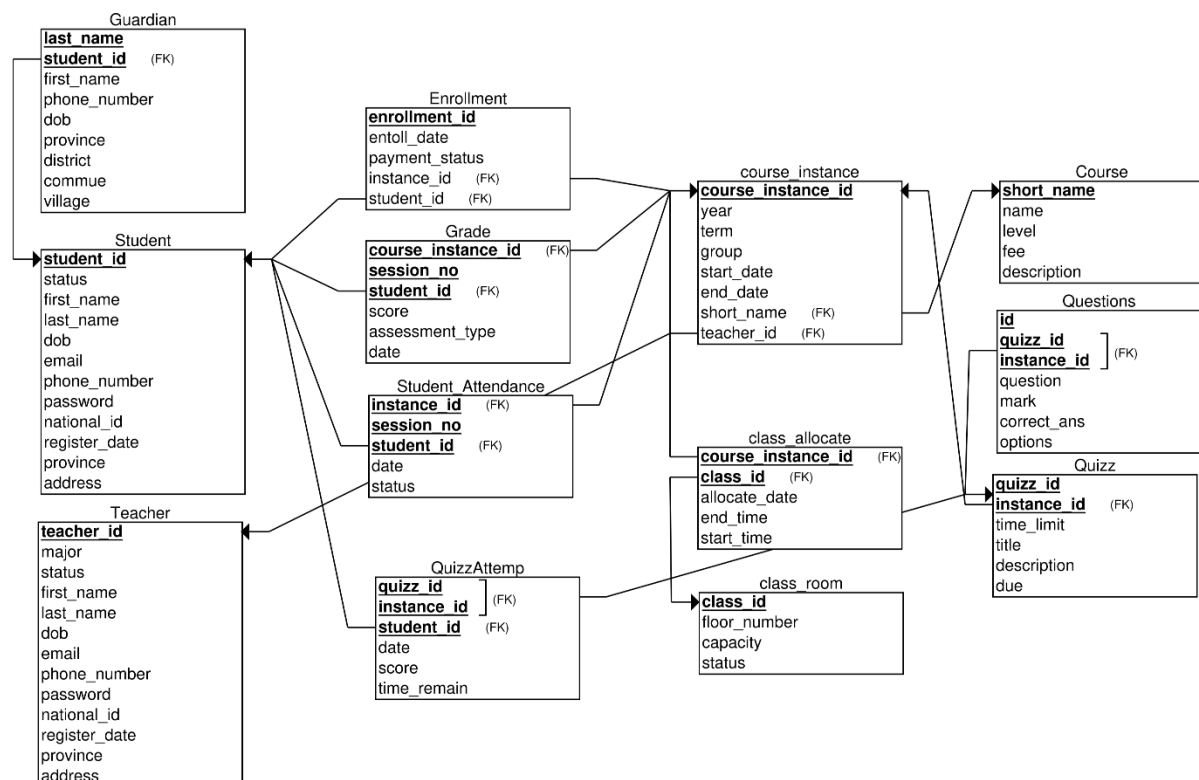 Guardian
last_name
student_id (FK)
first_name
phone_number
dob
province
district
commue
village
Student
student_id
status
first_name
last_name
dob
email
phone_number
password
national_id
register_date
province
address
Teacher
teacher_id
major
status
first_name
last_name
dob
email
phone_number
password
national_id
register_date
province
address
Enrollment
enrollment_id
entoll_date
payment_status
instance_id (FK)
student_id (FK)
Grade
course_instance_id (FK)
session_no
student_id (FK)
score
assessment_type
date
Student_Attendance
instance_id (FK)
session_no
student_id (FK)
date
status
QuizzAttemp
quizz_id
instance_id (FK)
student_id (FK)
date
score
time_remain
course_instance
course_instance_id
year
term
group
start_date
end_date
short_name (FK)
teacher_id (FK)
class_allocate
course_instance_id (FK)
class_id (FK)
allocate_date
end_time
start_time
class_room
class_id
floor_number
capacity
status
Course
short_name
name
level
fee
description
Questions
id
quizz_id
instance_id (FK)
question
mark
correct_ans
options
Quizz
quizz_id
instance_id (FK)
time_limit
title
description
due